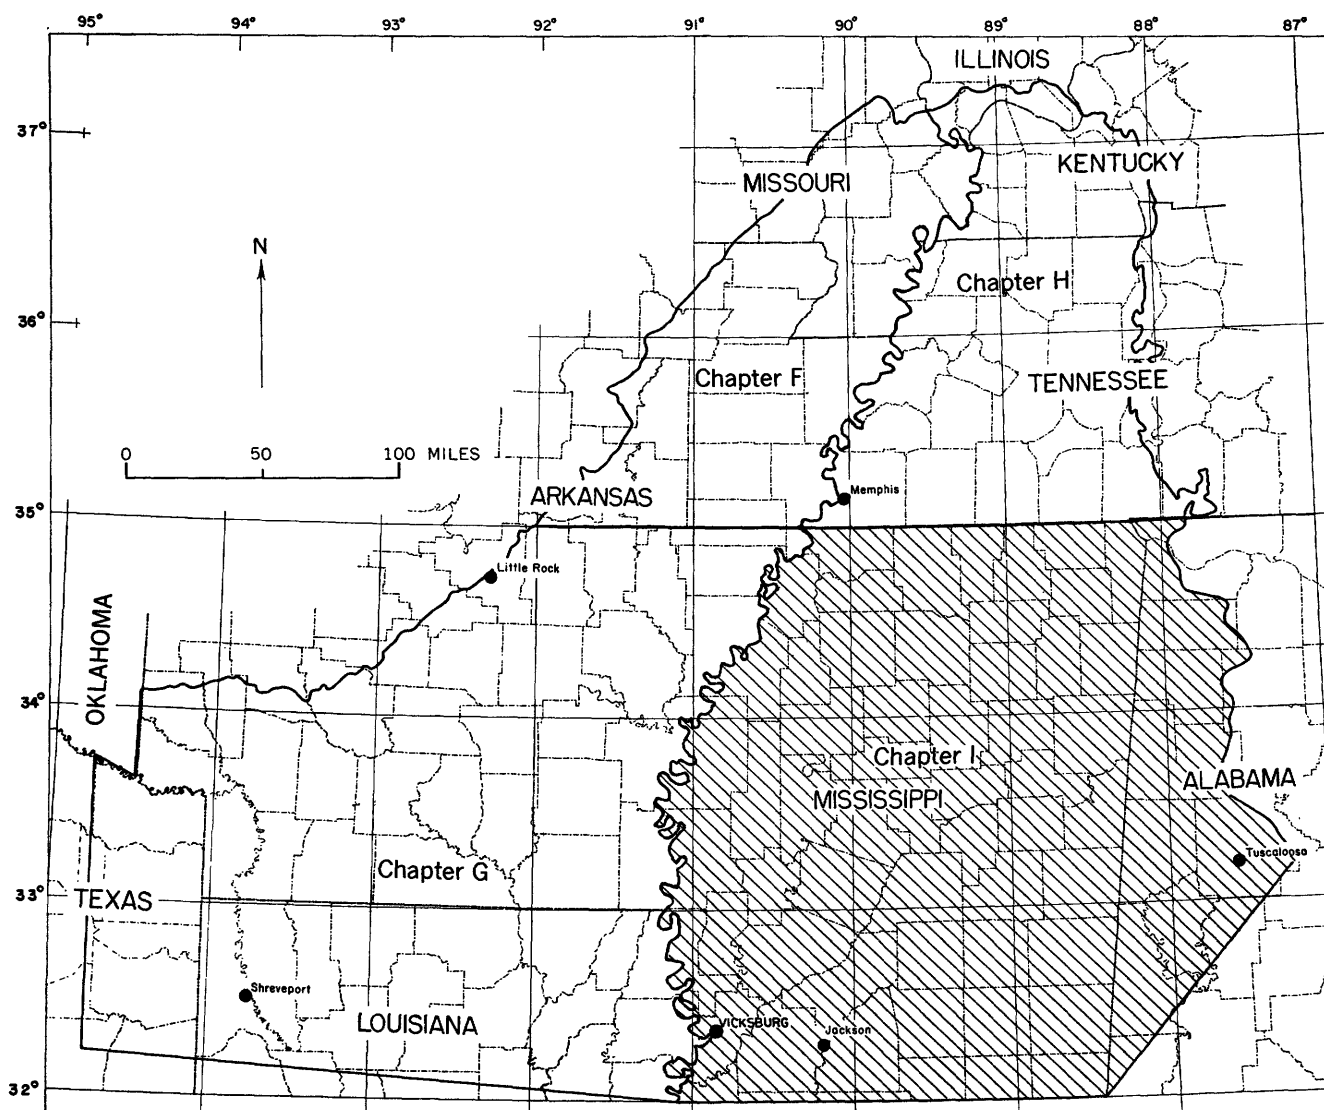 95° 94° 93° 92° 91° 90° 89° 88° 87°
ILLINOIS
37°
KENTUCKY
MISSOURI
N
Chapter H
36°
Chapter F
TENNESSEE
0 50 100 MILES
Memphis
ARKANSAS
35°
Little Rock
OKLAHOMA
34°
Chapter I
ALABAMA
MISSISSIPPI
Tuscaloosa
Chapter G
33°
TEXAS
Shreveport
LOUISIANA
VICKSBURG
Jackson
32°